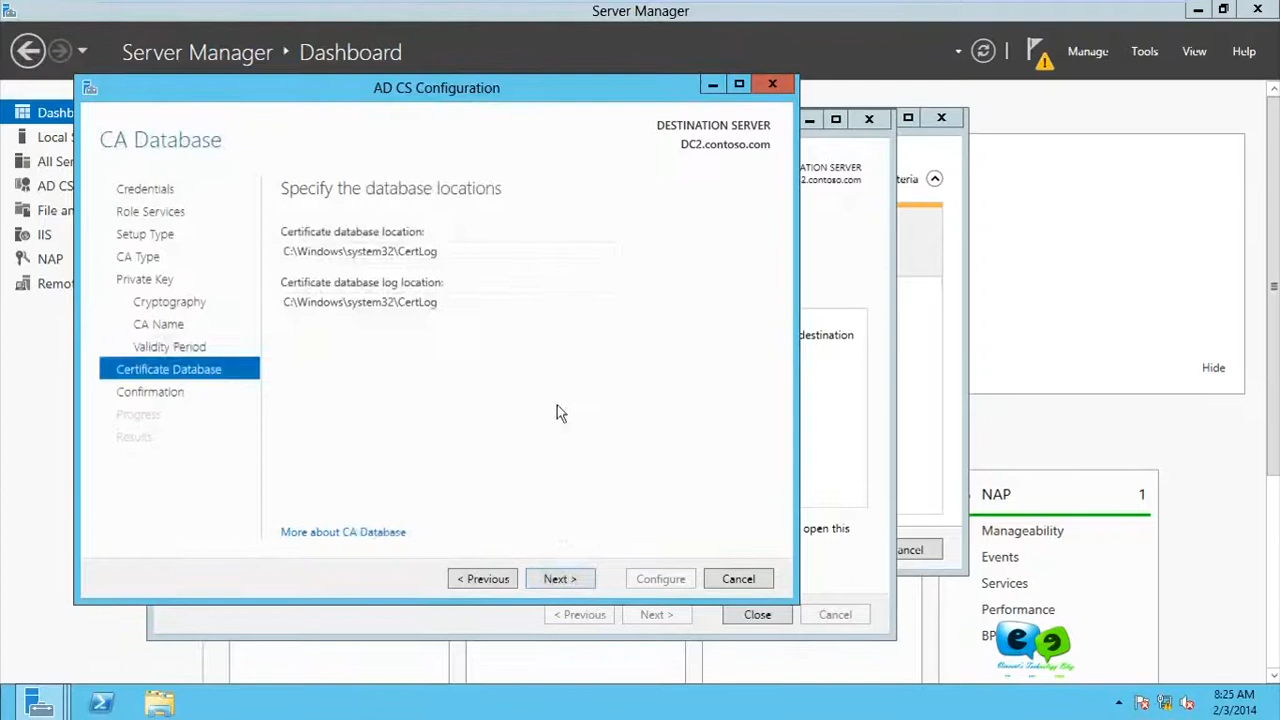 Server Manager
Server Manager ▸ Dashboard
Manage
Tools
View
Help
Dashb
Local S
All Ser
AD CS
File an
IIS
NAP
Remot
AD CS Configuration
CA Database
DESTINATION SERVER
DC2.contoso.com
Credentials
Role Services
Setup Type
CA Type
Private Key
Cryptography
CA Name
Validity Period
Certificate Database
Confirmation
Progress
Results
Specify the database locations
Certificate database location:
C:\Windows\system32\CertLog
Certificate database log location:
C:\Windows\system32\CertLog
More about CA Database
< Previous
Next >
Configure
Cancel
ATION SERVER
2.contoso.com
destination
open this
< Previous
Next >
Close
Cancel
teria
ancel
Hide
NAP
1
Manageability
Events
Services
Performance
BP
8:25 AM
2/3/2014